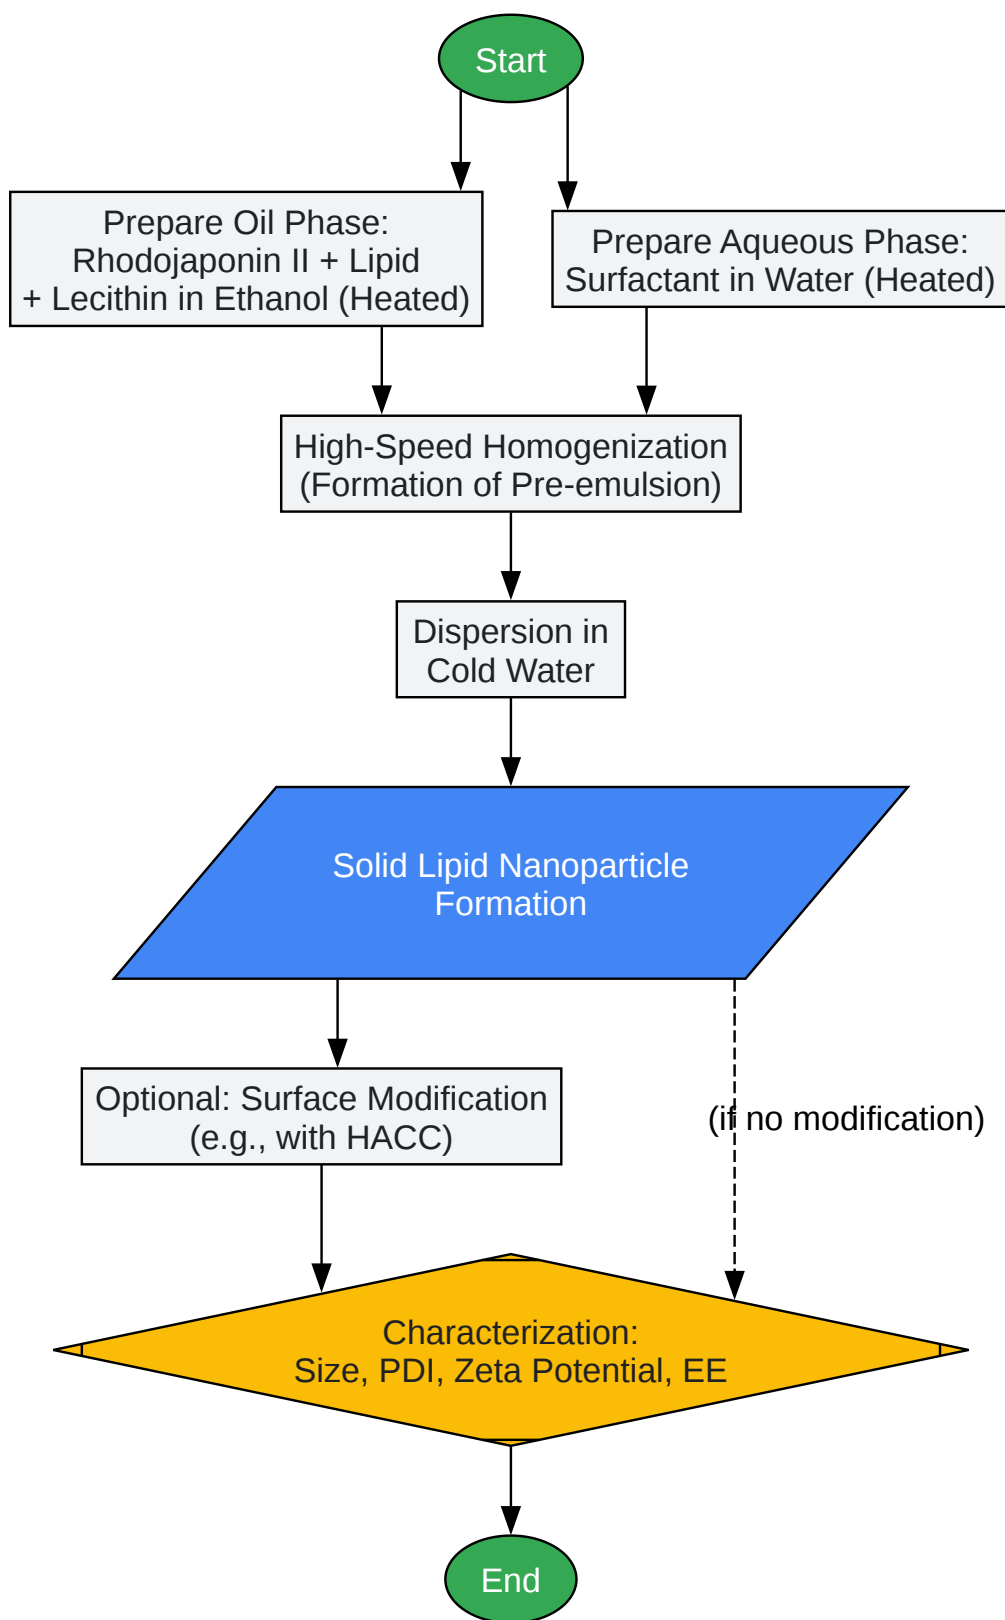 Start
Prepare Oil Phase:
Rhodojaponin II + Lipid
+ Lecithin in Ethanol (Heated)
Prepare Aqueous Phase:
Surfactant in Water (Heated)
High-Speed Homogenization
(Formation of Pre-emulsion)
Dispersion in
Cold Water
Solid Lipid Nanoparticle
Formation
Optional: Surface Modification
(e.g., with HACC)
(if no modification)
Characterization:
Size, PDI, Zeta Potential, EE
End